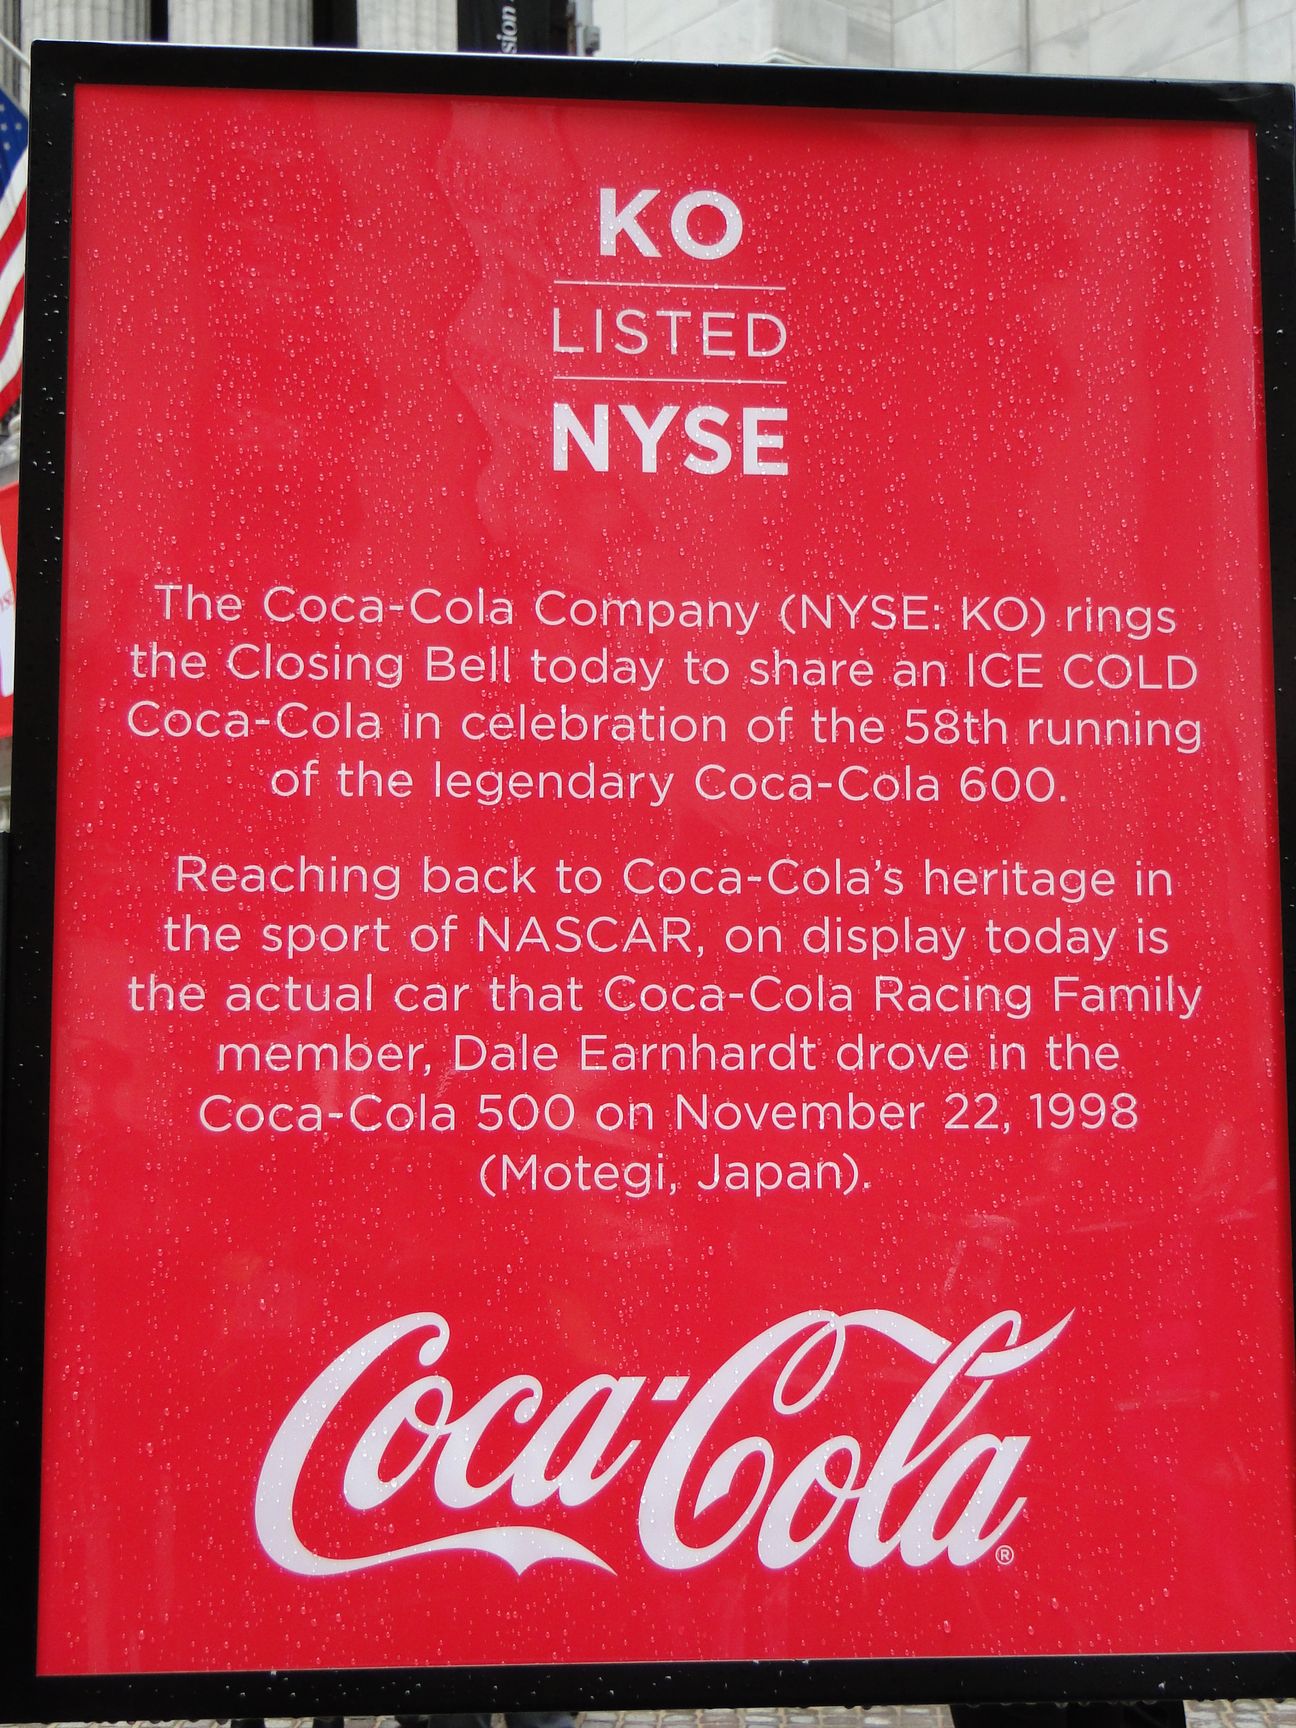 sion
KO
LISTED
NYSE
The Coca-Cola Company (NYSE: KO) rings
the Closing Bell today to share an ICE COLD
Coca-Cola in celebration of the 58th running
of the legendary Coca-Cola 600.
Reaching back to Coca-Cola's heritage in
the sport of NASCAR, on display today is
the actual car that Coca-Cola Racing Family
member, Dale Earnhardt drove in the
Coca-Cola 500 on November 22, 1998
(Motegi, Japan).
Coca-Cola®